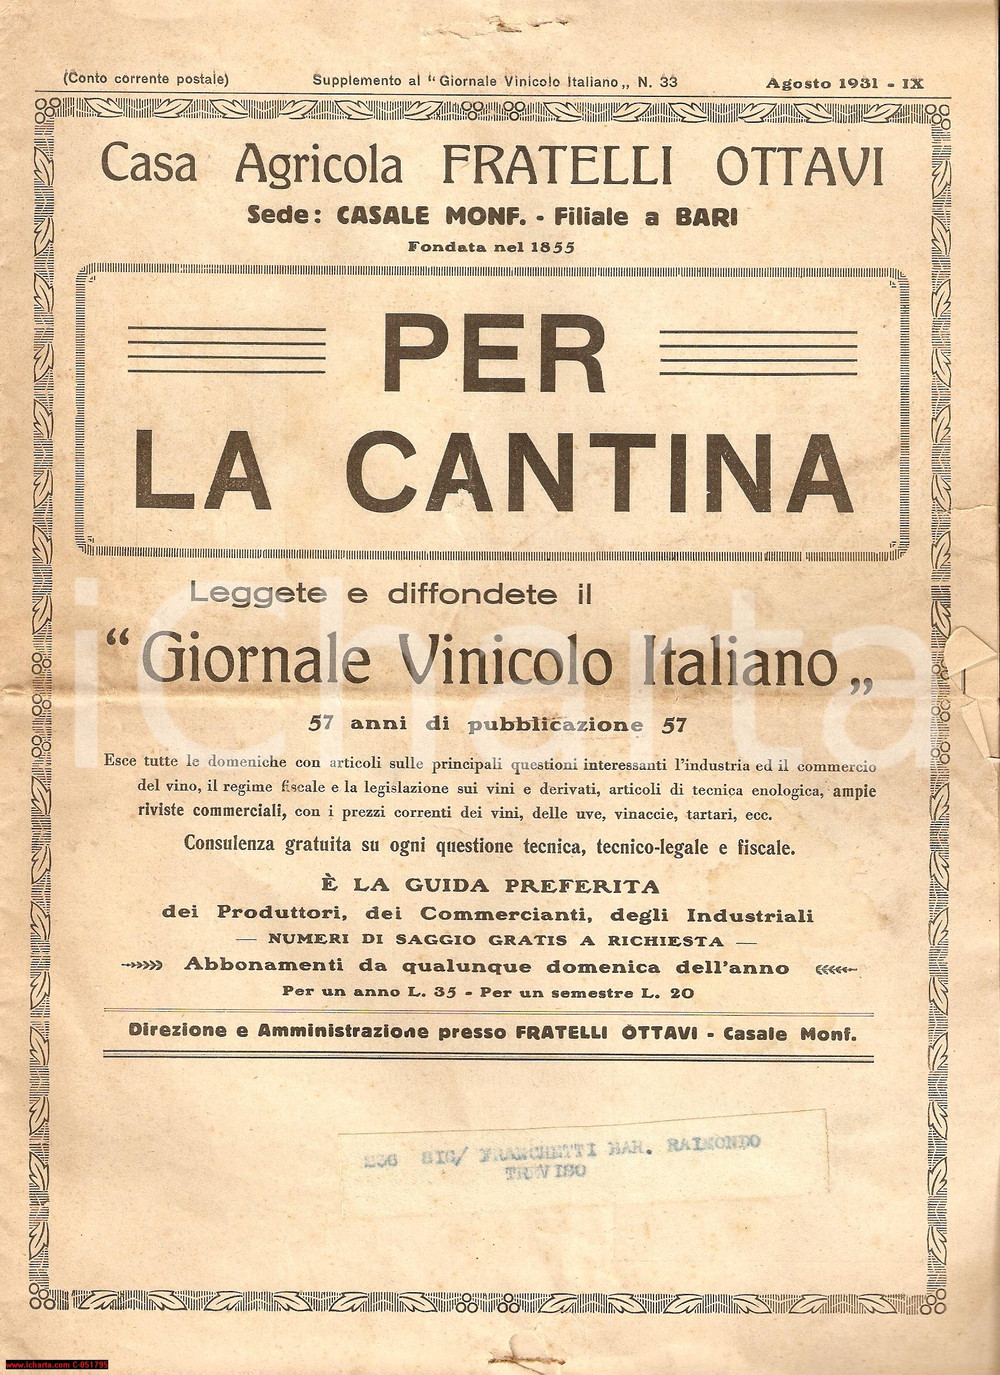 (Conto corrente postale) Supplemento al “Giornale Vinicolo Italiano„ N. 33 Agosto 1931 - IX
Casa Agricola FRATELLI OTTAVI
Sede: CASALE MONF. - Filiale a BARI
Fondata nel 1855
PER
LA CANTINA
Leggete e diffondete il
“Giornale Vinicolo Italiano„
57 anni di pubblicazione 57
Esce tutte le domeniche con articoli sulle principali questioni interessanti l'industria ed il commercio
del vino, il regime fiscale e la legislazione sui vini e derivati, articoli di tecnica enologica, ampie
riviste commerciali, con i prezzi correnti dei vini, delle uve, vinaccie, tartari, ecc.
Consulenza gratuita su ogni questione tecnica, tecnico-legale e fiscale.
È LA GUIDA PREFERITA
dei Produttori, dei Commercianti, degli Industriali
— NUMERI DI SAGGIO GRATIS A RICHIESTA —
Abbonamenti da qualunque domenica dell'anno
Per un anno L. 35 - Per un semestre L. 20
Direzione e Amministrazione presso FRATELLI OTTAVI - Casale Monf.
SIG/ FRANCHETTI BAR. RAIMONDO
TREVISO
iCharta
www.icharta.com C-051795